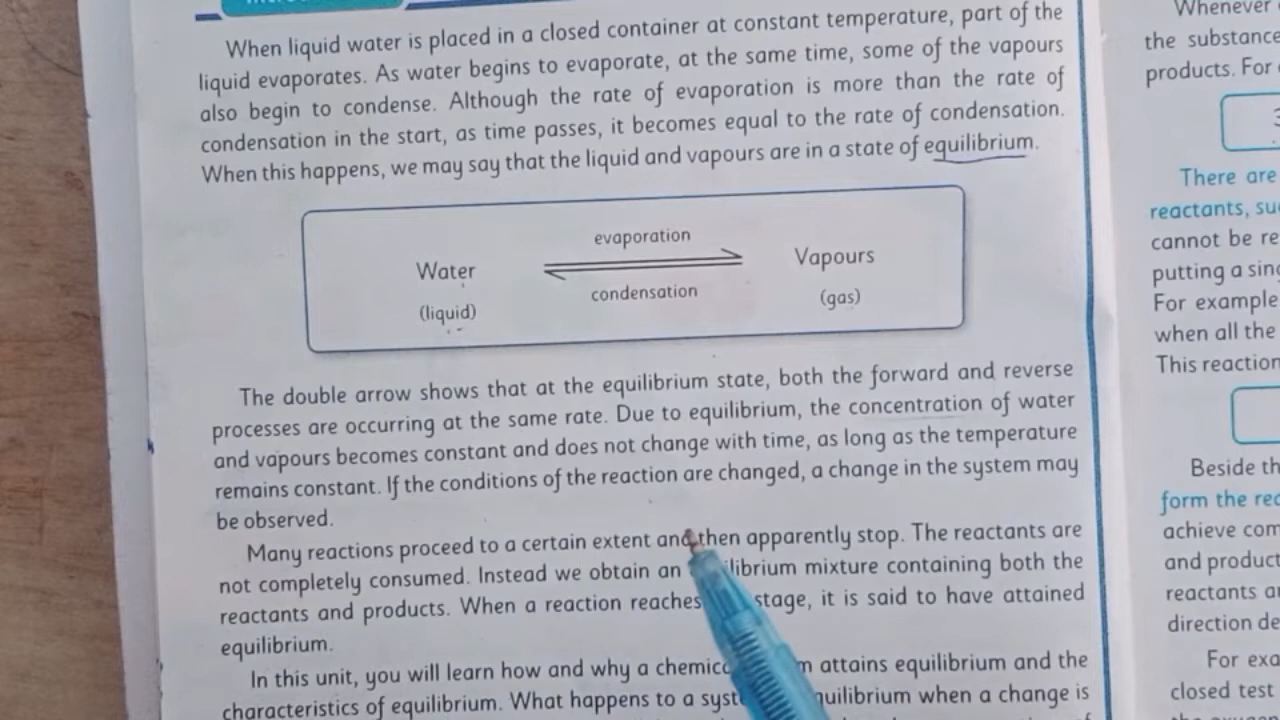 When liquid water is placed in a closed container at constant temperature, part of the
liquid evaporates. As water begins to evaporate, at the same time, some of the vapours
also begin to condense. Although the rate of evaporation is more than the rate of
condensation in the start, as time passes, it becomes equal to the rate of condensation.
When this happens, we may say that the liquid and vapours are in a state of equilibrium.
evaporation
Water Vapours
condensation
(liquid) (gas)
The double arrow shows that at the equilibrium state, both the forward and reverse
processes are occurring at the same rate. Due to equilibrium, the concentration of water
and vapours becomes constant and does not change with time, as long as the temperature
remains constant. If the conditions of the reaction are changed, a change in the system may
be observed.
Many reactions proceed to a certain extent and then apparently stop. The reactants are
not completely consumed. Instead we obtain an librium mixture containing both the
reactants and products. When a reaction reaches stage, it is said to have attained
equilibrium.
In this unit, you will learn how and why a chemic m attains equilibrium and the
characteristics of equilibrium. What happens to a syst quilibrium when a change is
Whenever
the substance
products. For
There are
reactants, su
cannot be re
putting a sing
For example
when all the
This reaction
Beside th
form the rea
achieve com
and product
reactants a
direction de
For exa
closed test